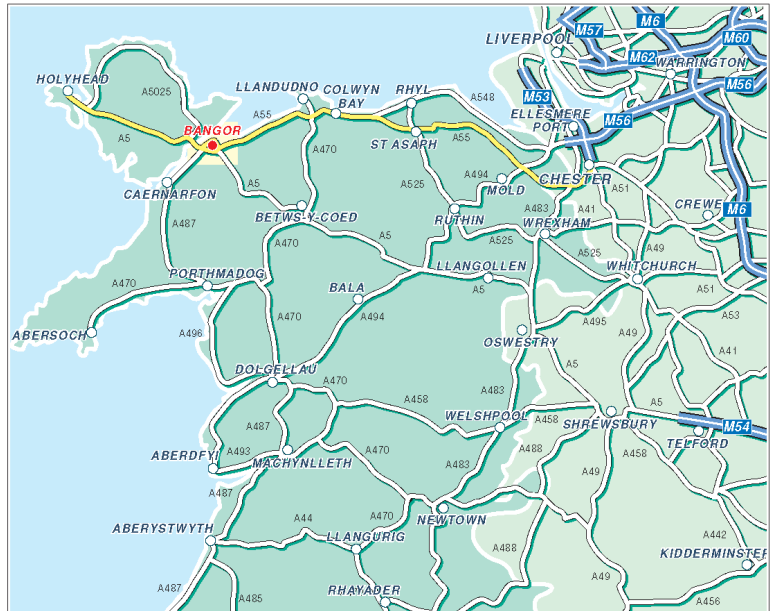 M57
M6
M60
LIVERPOOL
M62
WARRINGTON
HOLYHEAD
A5025
LLANDUDNO
COLWYN
BAY
RHYL
A548
M53
M56
ELLESMERE
PORT
M56
A5
BANGOR
A55
A470
ST ASAPH
A55
CHESTER
CAERNARFON
A5
A525
A494
MOLD
A51
A487
BETWS-Y-COED
RUTHIN
A483
A41
CREWE
M6
A470
A5
A525
WREXHAM
A525
A49
A470
PORTHMADOG
BALA
LLANGOLLEN
A5
WHITCHURCH
A51
ABERSOCH
A496
A470
A494
OSWESTRY
A495
A49
A53
A41
DOLGELLAU
A470
A458
A483
A5
A487
WELSHPOOL
A458
SHREWSBURY
A5
M54
TELFORD
ABERDFYI
A493
MACHYNLLETH
A470
A483
A488
A49
A458
A487
ABERYSTWYTH
A44
LLANGURIG
A470
NEWTOWN
A488
A442
KIDDERMINSTER
A487
A485
RHAYADER
A49
A456